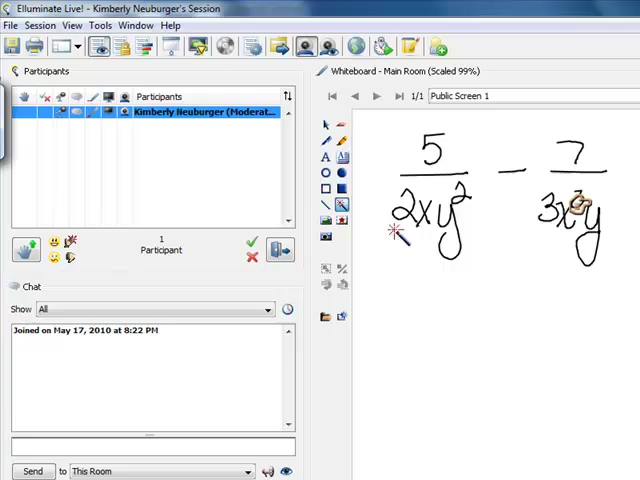 Elluminate Live! - Kimberly Neuburger's Session
File Session View Tools Window Help
Participants
Participants
Kimberly Neuburger (Moderat...
1
Participant
Chat
Show All
Joined on May 17, 2010 at 8:22 PM
Send to This Room
Whiteboard - Main Room (Scaled 99%)
1/1 Public Screen 1
A A
5 - 7
2xy² 3x²y